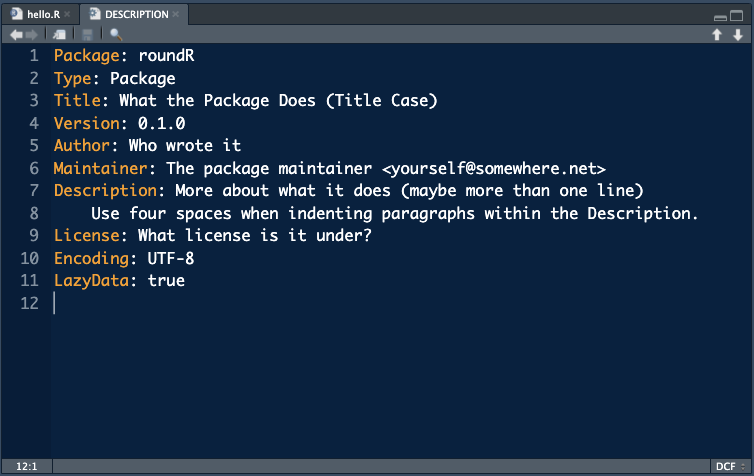 hello.R × DESCRIPTION ×
1 Package: roundR
2 Type: Package
3 Title: What the Package Does (Title Case)
4 Version: 0.1.0
5 Author: Who wrote it
6 Maintainer: The package maintainer <yourself@somewhere.net>
7 Description: More about what it does (maybe more than one line)
8     Use four spaces when indenting paragraphs within the Description.
9 License: What license is it under?
10 Encoding: UTF-8
11 LazyData: true
12
12:1 DCF